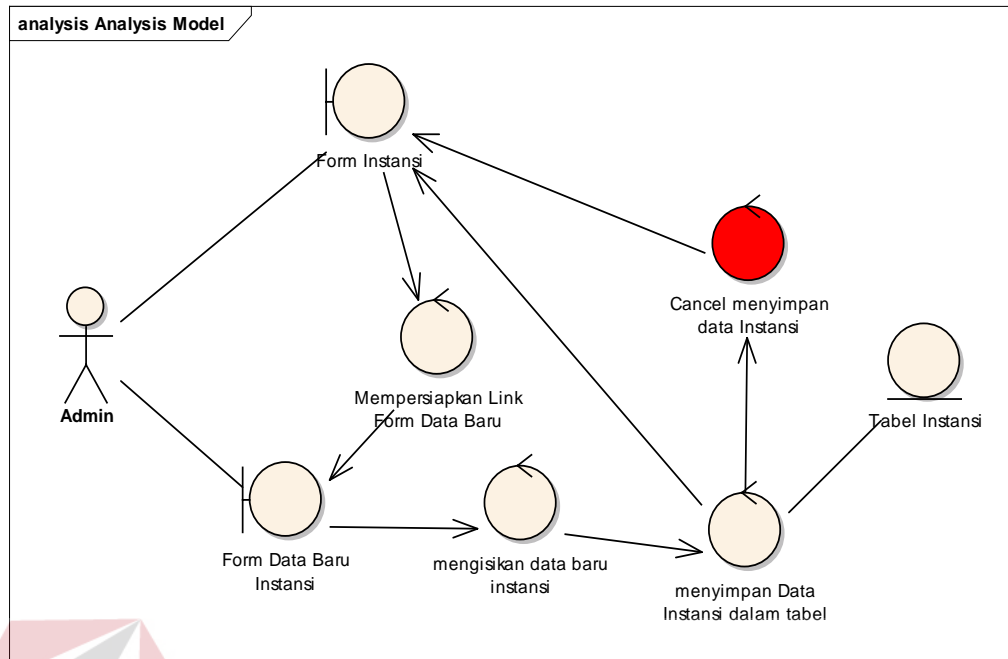 analysis Analysis Model
Form Instansi
Cancel menyimpan
data Instansi
Mempersiapkan Link
Form Data Baru
Admin
Tabel Instansi
Form Data Baru
Instansi
mengisikan data baru
instansi
menyimpan Data
Instansi dalam tabel